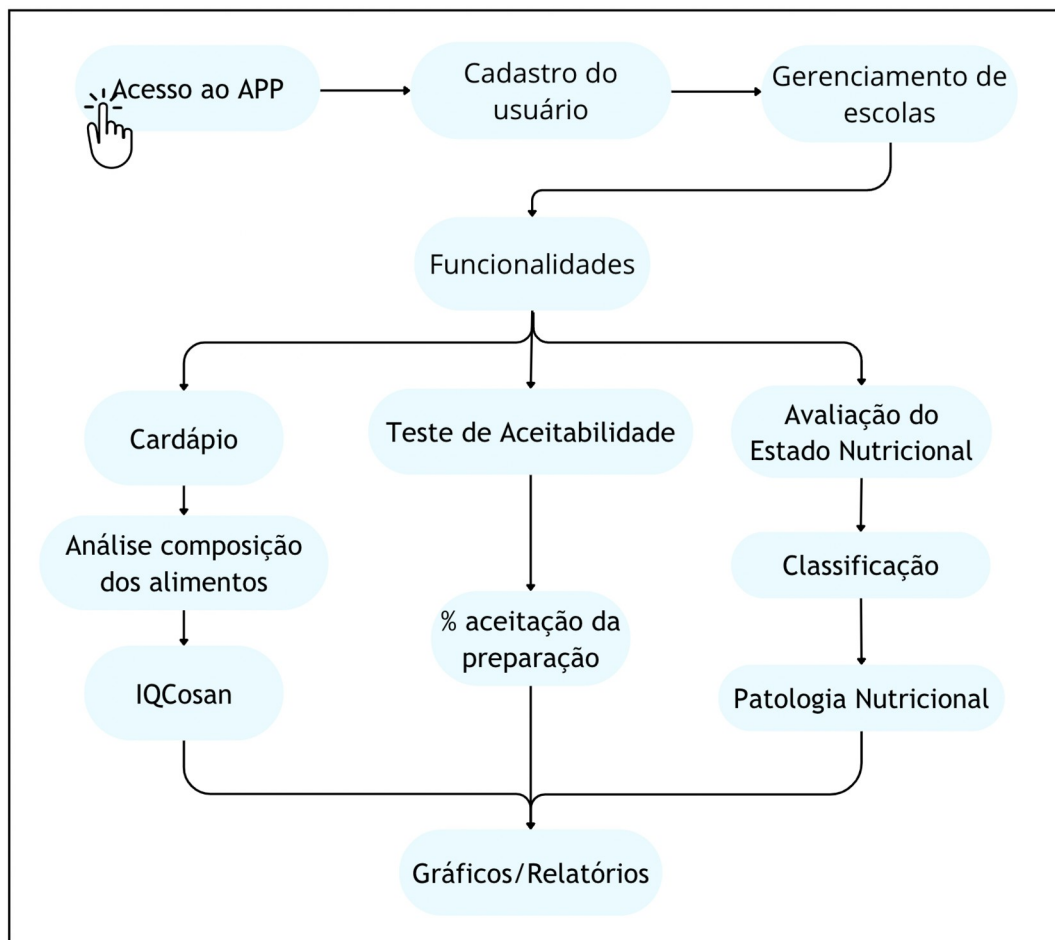 Acesso ao APP
Cadastro do
usuário
Gerenciamento de
escolas
Funcionalidades
Cardápio
Análise composição
dos alimentos
IQCosan
Teste de Aceitabilidade
% aceitação da
preparação
Avaliação do
Estado Nutricional
Classificação
Patologia Nutricional
Gráficos/Relatórios